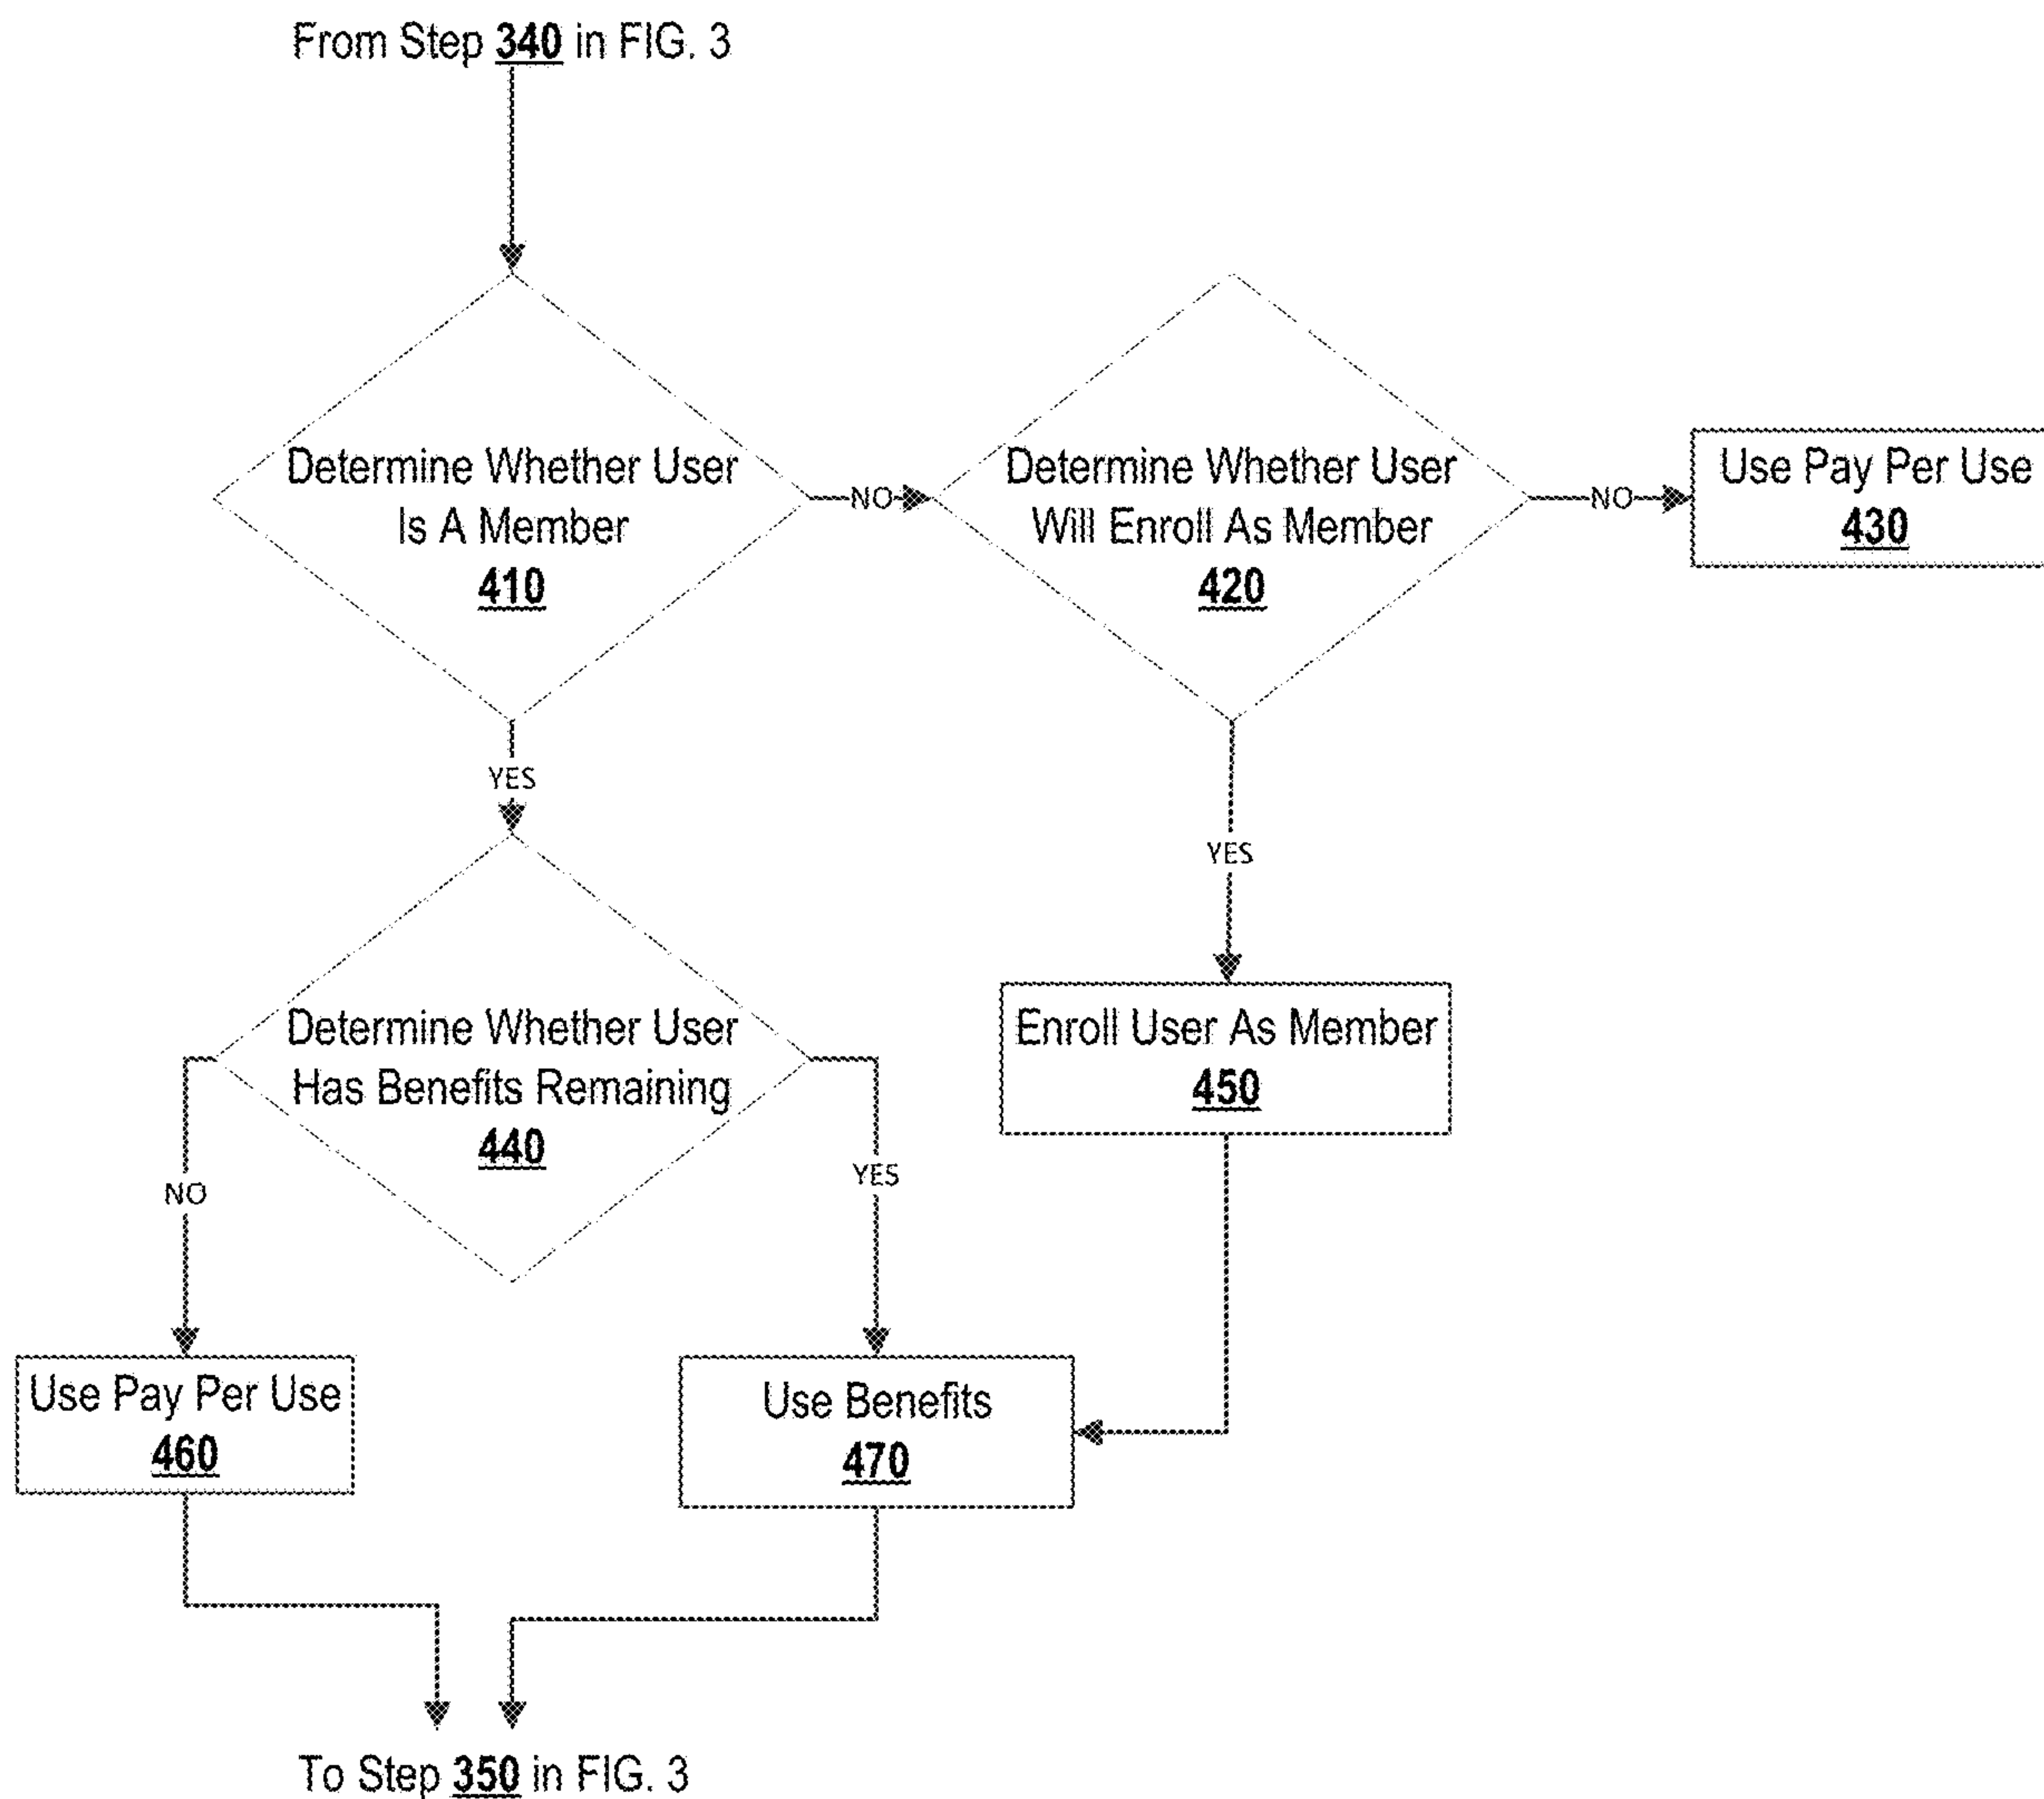 From Step 340 in FIG. 3
Determine Whether User
Is A Member
410
NO
Determine Whether User
Will Enroll As Member
420
NO
Use Pay Per Use
430
YES
YES
Determine Whether User
Has Benefits Remaining
440
Enroll User As Member
450
NO
YES
Use Pay Per Use
460
Use Benefits
470
To Step 350 in FIG. 3